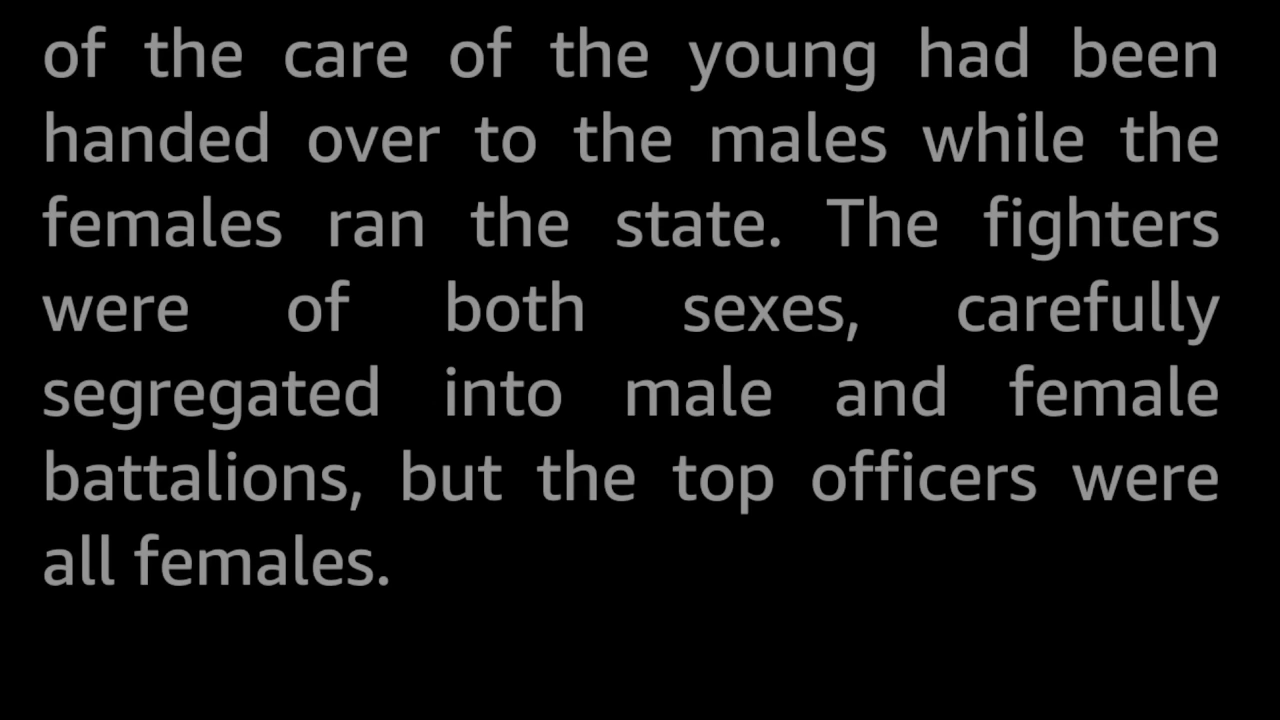 of the care of the young had been
handed over to the males while the
females ran the state. The fighters
were of both sexes, carefully
segregated into male and female
battalions, but the top officers were
all females.